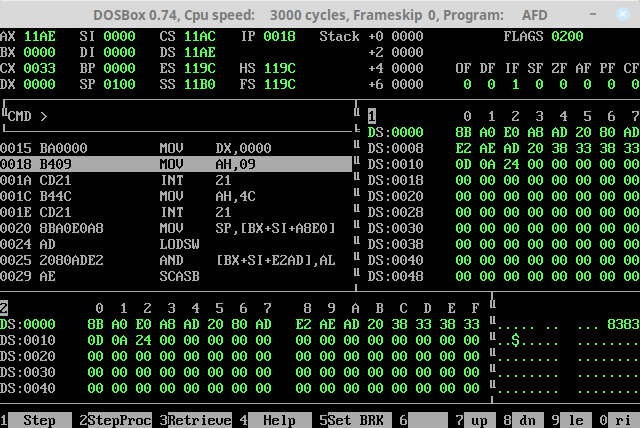 DOSBox 0.74, Cpu speed: 3000 cycles, Frameskip 0, Program: AFD
AX 11AE SI 0000 CS 11AC IP 0018 Stack +0 0000 FLAGS 0200
BX 0000 DI 0000 DS 11AE +2 0000
CX 0033 BP 0000 ES 119C HS 119C +4 0000 OF DF IF SF ZF AF PF CF
DX 0000 SP 0100 SS 11B0 FS 119C +6 0000 0 0 1 0 0 0 0 0
CMD > 1 0 1 2 3 4 5 6 7
DS:0000 8B A0 E0 A8 AD 20 80 AD
0015 BA0000 MOV DX,0000 DS:0008 E2 AE AD 20 38 33 38 33
0018 B409 MOV AH,09 DS:0010 0D 0A 24 00 00 00 00 00
001A CD21 INT 21 DS:0018 00 00 00 00 00 00 00 00
001C B44C MOV AH,4C DS:0020 00 00 00 00 00 00 00 00
001E CD21 INT 21 DS:0028 00 00 00 00 00 00 00 00
0020 8BA0E0A8 MOV SP,[BX+SI+A8E0] DS:0030 00 00 00 00 00 00 00 00
0024 AD LODSW DS:0038 00 00 00 00 00 00 00 00
0025 2080ADE2 AND [BX+SI+E2AD],AL DS:0040 00 00 00 00 00 00 00 00
0029 AE SCASB DS:0048 00 00 00 00 00 00 00 00
2 0 1 2 3 4 5 6 7 8 9 A B C D E F
DS:0000 8B A0 E0 A8 AD 20 80 AD E2 AE AD 20 38 33 38 33 ..... .. ... 8383
DS:0010 0D 0A 24 00 00 00 00 00 00 00 00 00 00 00 00 00 ..$..... ........
DS:0020 00 00 00 00 00 00 00 00 00 00 00 00 00 00 00 00 ........ ........
DS:0030 00 00 00 00 00 00 00 00 00 00 00 00 00 00 00 00 ........ ........
DS:0040 00 00 00 00 00 00 00 00 00 00 00 00 00 00 00 00 ........ ........
1 Step 2 StepProc 3 Retrieve 4 Help 5 Set BRK 6 7 up 8 dn 9 le 0 ri